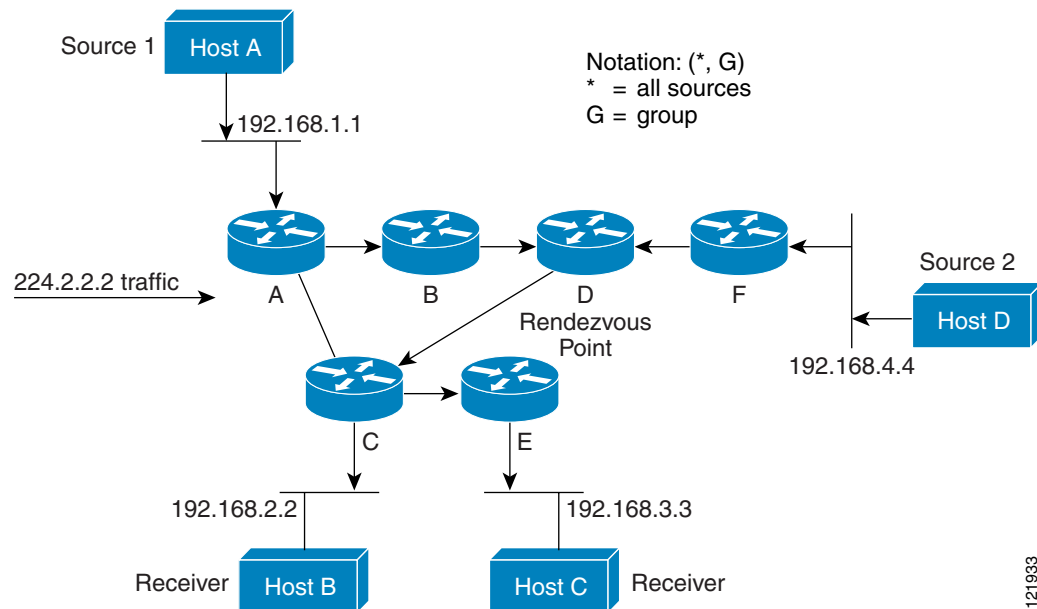 Source 1
Host A
Notation: (*, G)
* = all sources
G = group
192.168.1.1
224.2.2.2 traffic
A
B
D
F
Rendezvous
Point
Source 2
Host D
192.168.4.4
C
E
192.168.2.2
192.168.3.3
Receiver
Host B
Host C
Receiver
121933